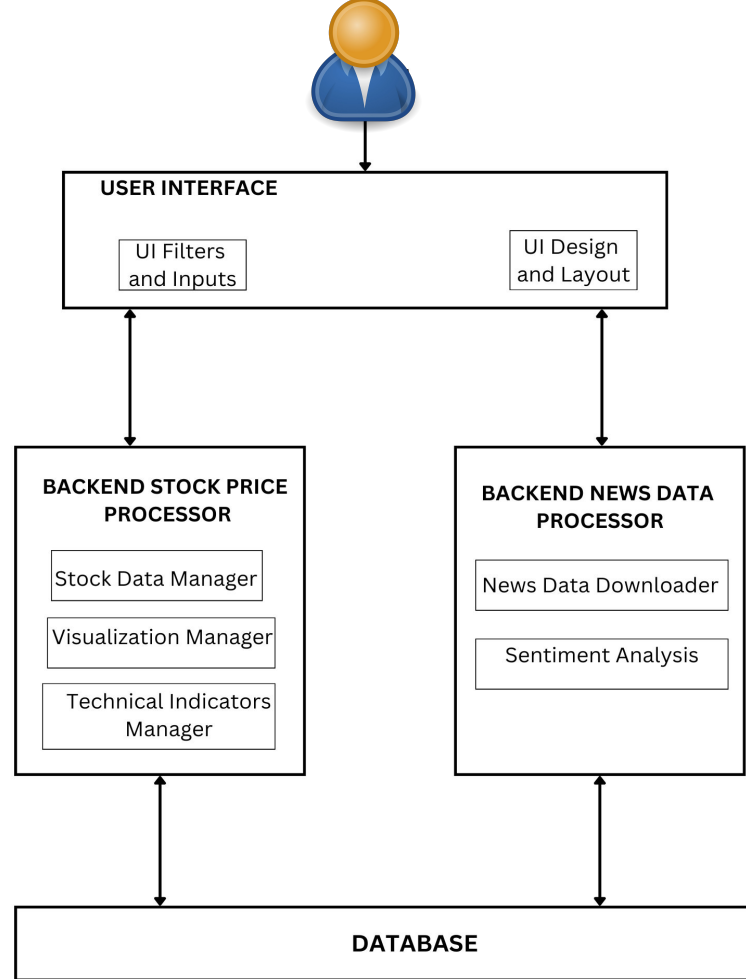 USER INTERFACE
UI Filters
and Inputs
UI Design
and Layout
BACKEND STOCK PRICE
PROCESSOR
Stock Data Manager
Visualization Manager
Technical Indicators
Manager
BACKEND NEWS DATA
PROCESSOR
News Data Downloader
Sentiment Analysis
DATABASE